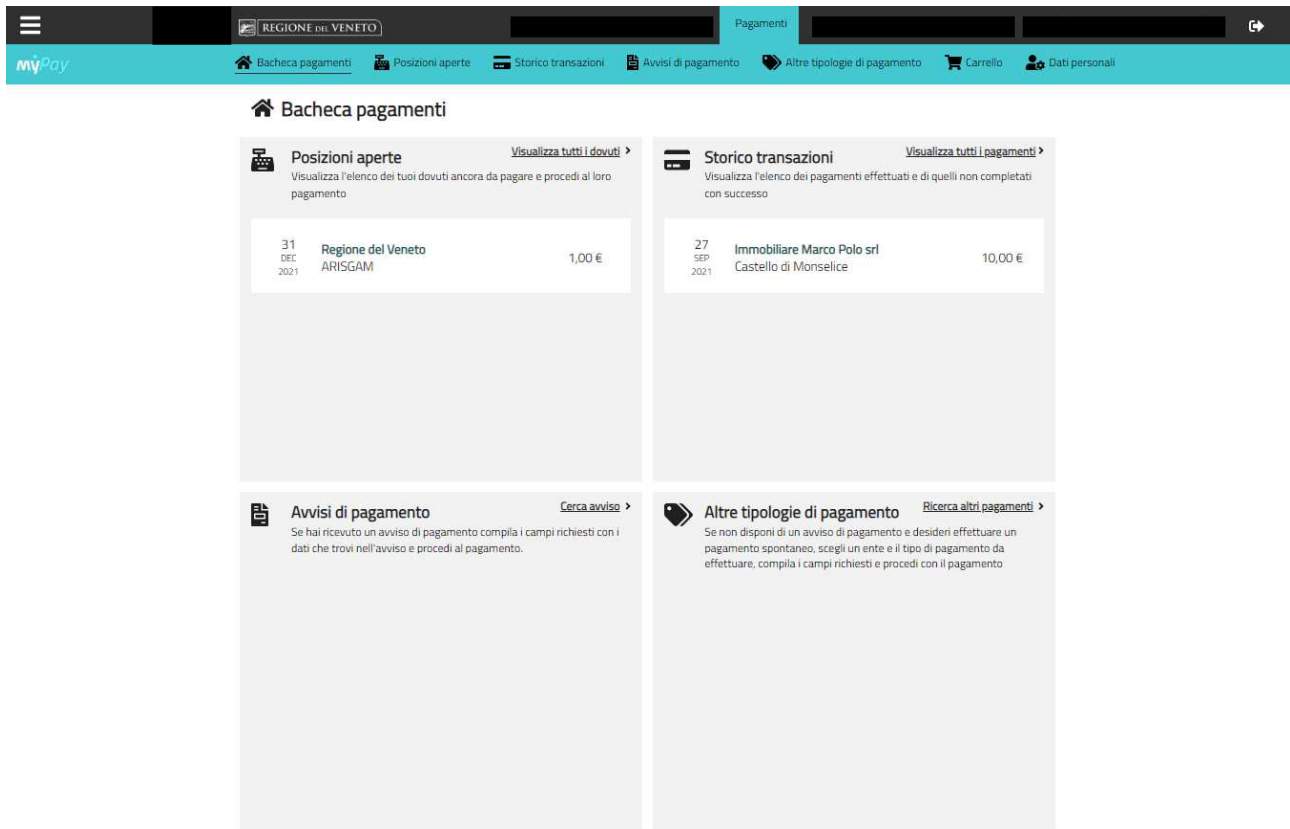 REGIONE DEL VENETO
Pagamenti
myPay
Bacheca pagamenti
Posizioni aperte
Storico transazioni
Avvisi di pagamento
Altre tipologie di pagamento
Carrello
Dati personali
Bacheca pagamenti
Posizioni aperte
Visualizza tutti i dovuti
Visualizza l'elenco dei tuoi dovuti ancora da pagare e procedi al loro
pagamento
31
DEC
2021
Regione del Veneto
ARISGAM
1,00 €
Storico transazioni
Visualizza tutti i pagamenti
Visualizza l'elenco dei pagamenti effettuati e di quelli non completati
con successo
27
SEP
2021
Immobiliare Marco Polo srl
Castello di Monselice
10,00 €
Avvisi di pagamento
Cerca avviso
Se hai ricevuto un avviso di pagamento compila i campi richiesti con i
dati che trovi nell'avviso e procedi al pagamento.
Altre tipologie di pagamento
Ricerca altri pagamenti
Se non disponi di un avviso di pagamento e desideri effettuare un
pagamento spontaneo, scegli un ente e il tipo di pagamento da
effettuare, compila i campi richiesti e procedi con il pagamento